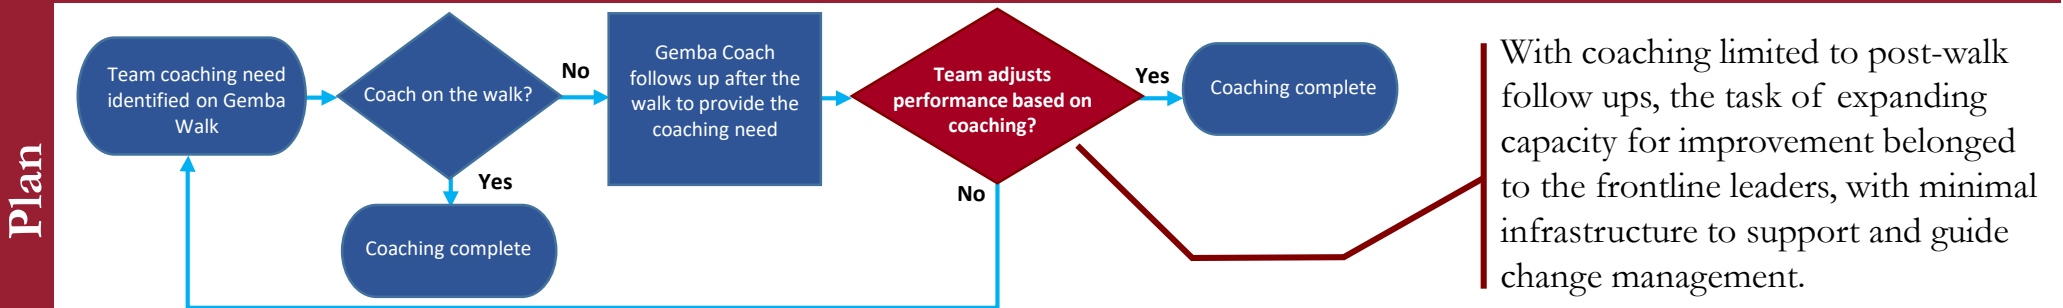 Plan
Team coaching need
identified on Gemba
Walk
Coach on the walk?
No
Yes
Coaching complete
Gemba Coach
follows up after the
walk to provide the
coaching need
Team adjusts
performance based on
coaching?
Yes
No
Coaching complete
With coaching limited to post-walk
follow ups, the task of expanding
capacity for improvement belonged
to the frontline leaders, with minimal
infrastructure to support and guide
change management.